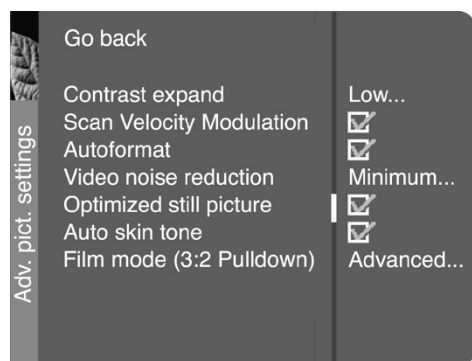 Adv. pict. settings
Go back
Contrast expand Low...
Scan Velocity Modulation
Autoformat
Video noise reduction Minimum...
Optimized still picture
Auto skin tone
Film mode (3:2 Pulldown) Advanced...